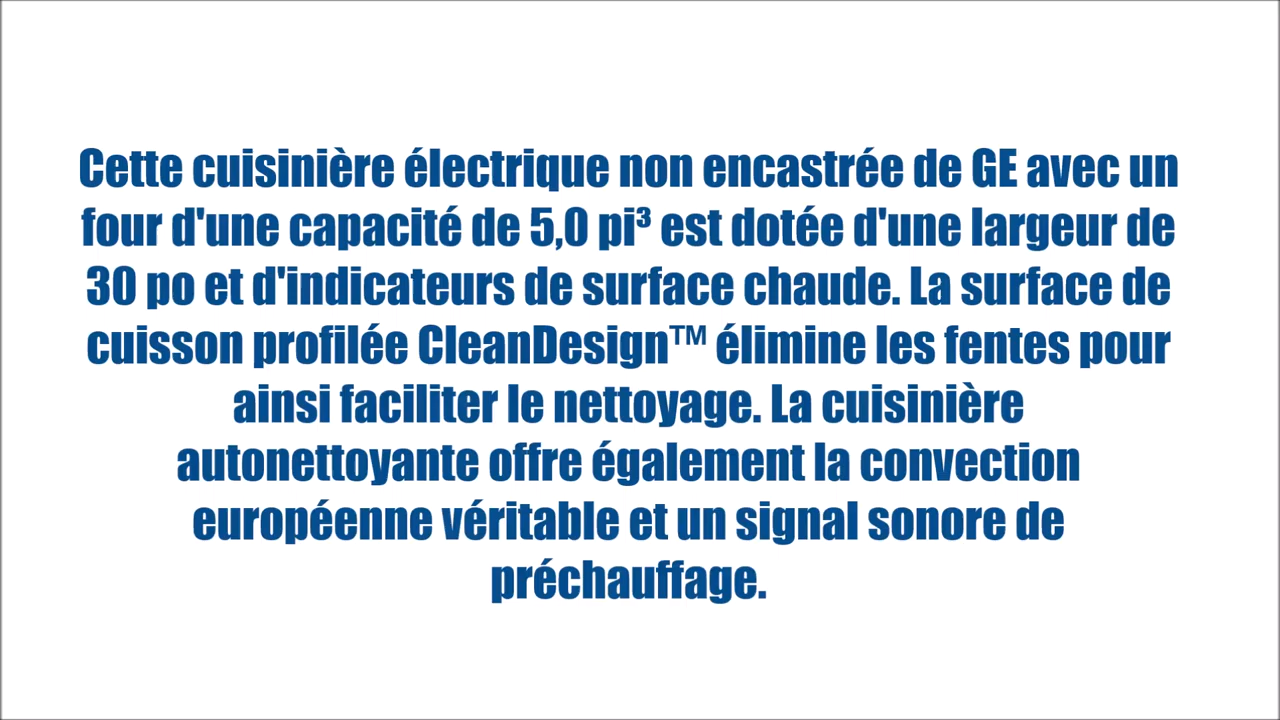 Cette cuisinière électrique non encastrée de GE avec un
four d'une capacité de 5,0 pi³ est dotée d'une largeur de
30 po et d'indicateurs de surface chaude. La surface de
cuisson profilée CleanDesign™ élimine les fentes pour
ainsi faciliter le nettoyage. La cuisinière
autonettoyante offre également la convection
européenne véritable et un signal sonore de
préchauffage.